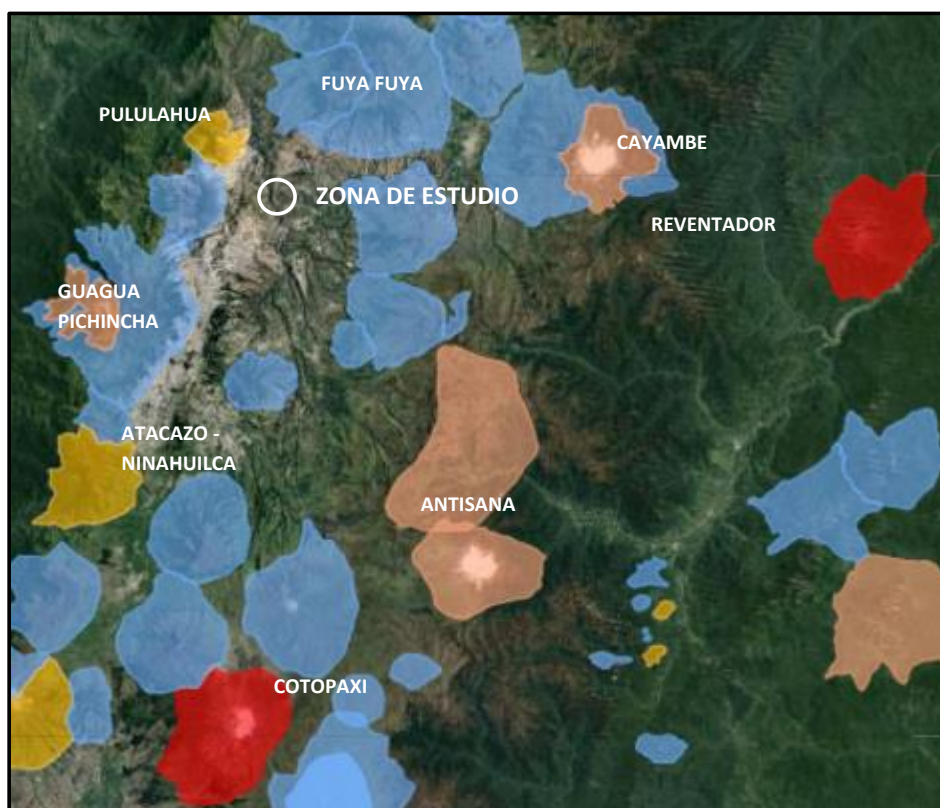 FUYA FUYA
PULULAHUA
CAYAMBE
ZONA DE ESTUDIO
REVENTADOR
GUAGUA
PICHINCHA
ATACAZO -
NINAHUILCA
ANTISANA
COTOPAXI